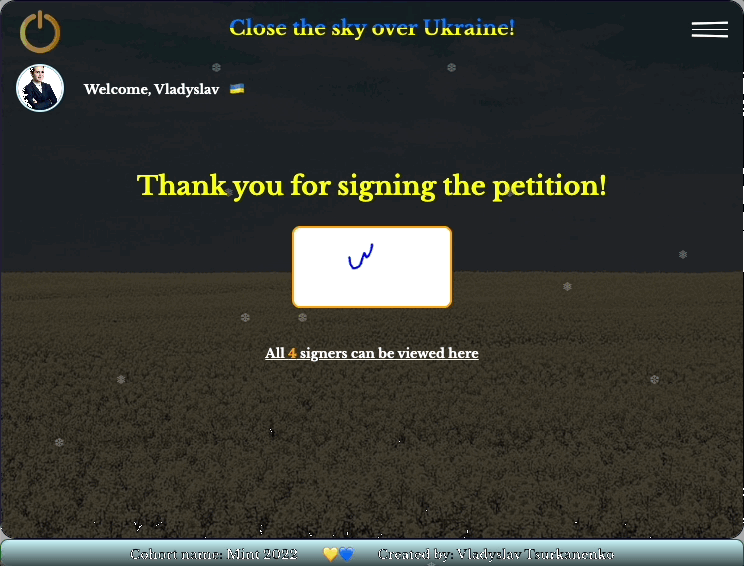 Close the sky over Ukraine!
Welcome, Vladyslav 🇺🇦
Thank you for signing the petition!
All 4 signers can be viewed here
Cohort name: Mint 2022 💛💙 Created by: Vladyslav Tsurkanenko